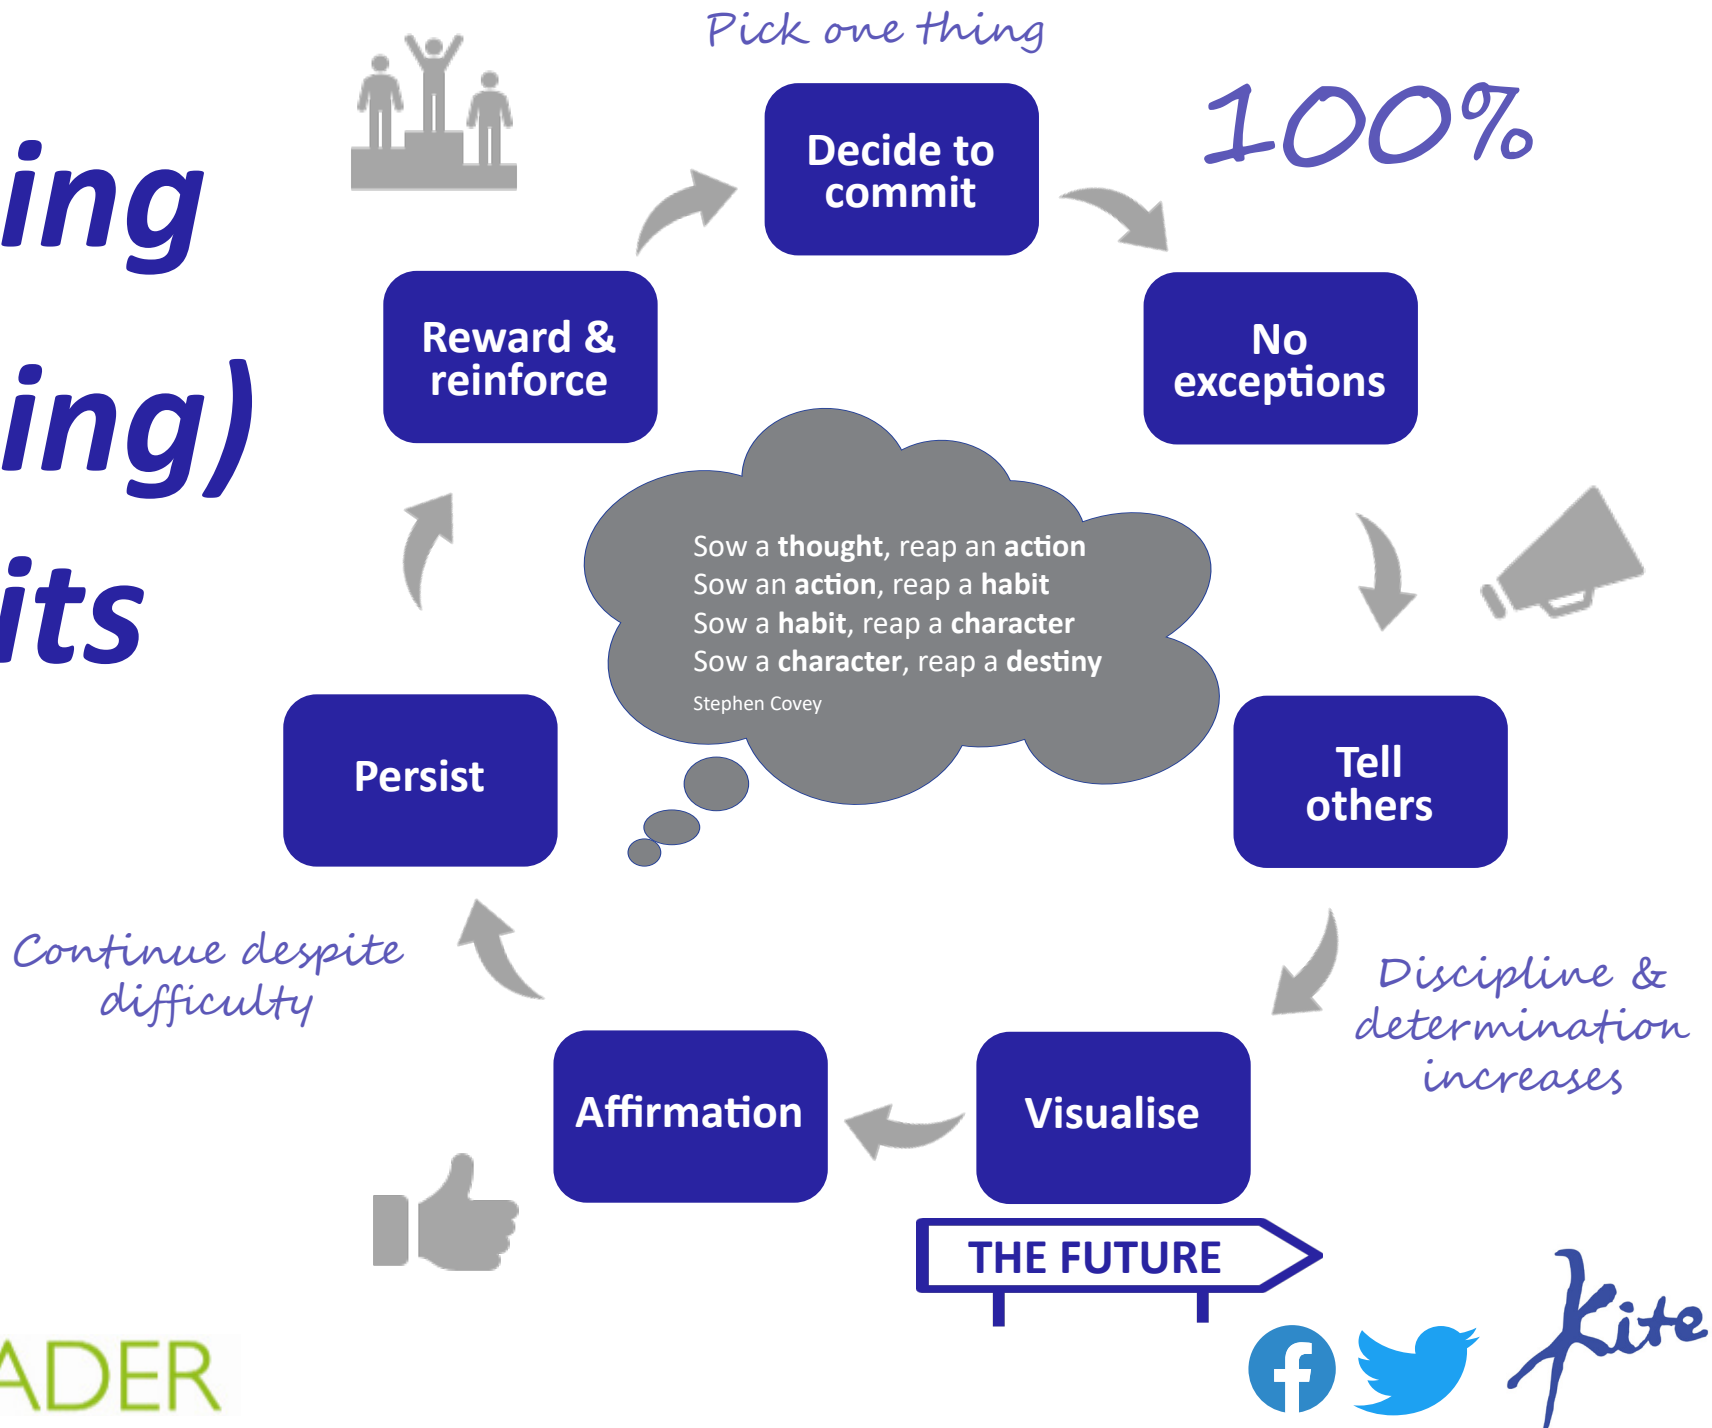 ing
ing)
its
Pick one thing
Decide to
commit
100%
No
exceptions
Tell
others
Discipline &
determination
increases
Visualise
THE FUTURE
Affirmation
Continue despite
difficulty
Persist
Reward &
reinforce
Sow a thought, reap an action
Sow an action, reap a habit
Sow a habit, reap a character
Sow a character, reap a destiny
Stephen Covey
ADER
f
Kite